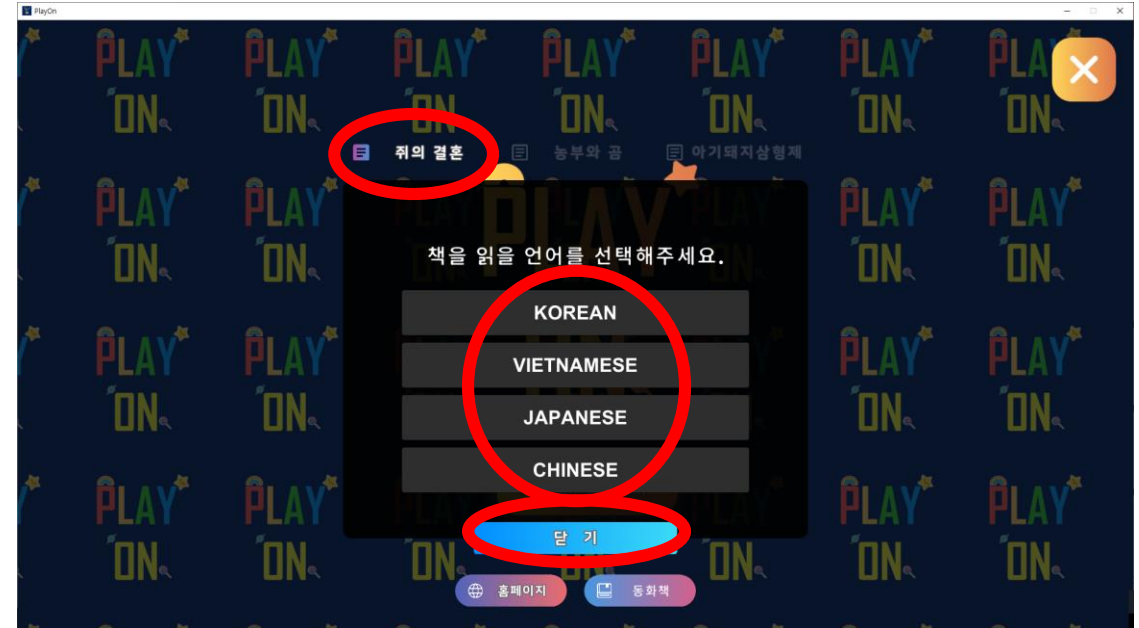 PlayOn
쥐의 결혼
농부와 곰
아기돼지삼형제
책을 읽을 언어를 선택해주세요.
KOREAN
VIETNAMESE
JAPANESE
CHINESE
닫 기
홈페이지
동화책
PLAY ON